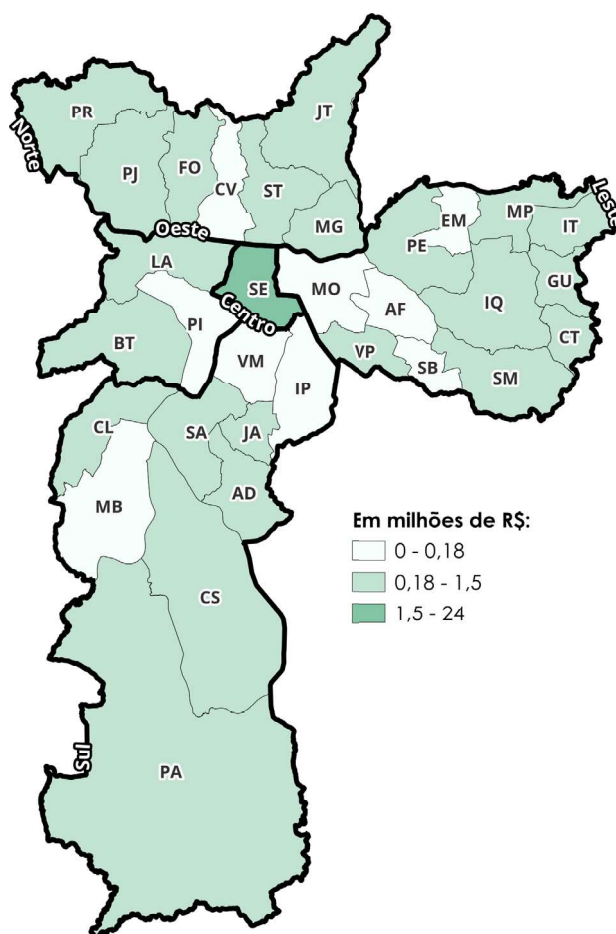 PR
JT
Norte
PJ
FO
CV
ST
MG
Oeste
Leste
EM
MP
IT
PE
LA
SE
MO
GU
IQ
Centro
AF
PI
BT
VM
VP
CT
SB
IP
SM
CL
SA
JA
AD
MB
Em milhões de R$:
0 - 0,18
0,18 - 1,5
1,5 - 24
CS
Sul
PA